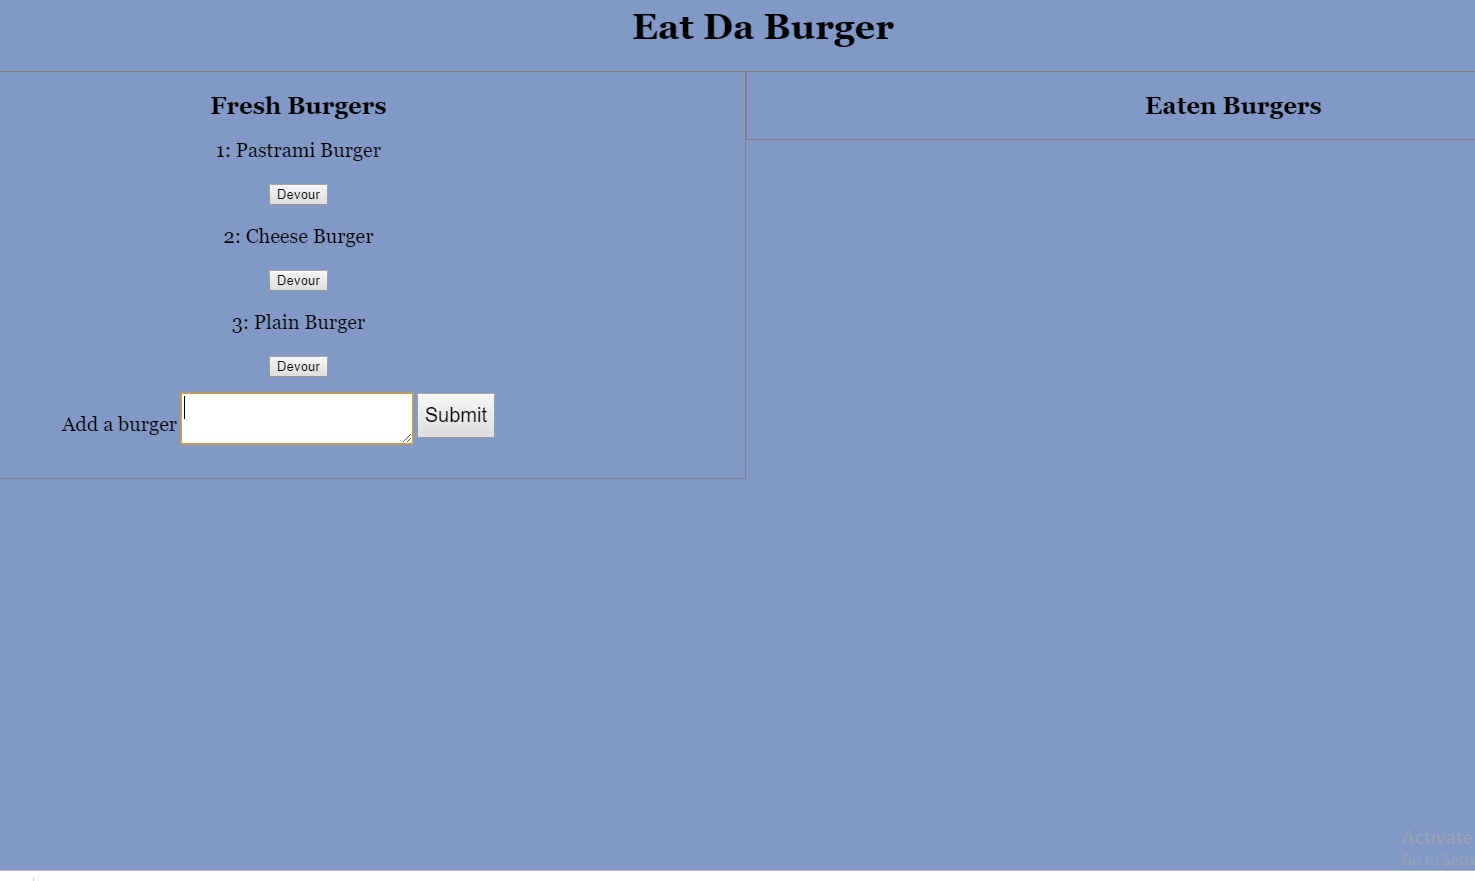 Eat Da Burger
Fresh Burgers
Eaten Burgers
1: Pastrami Burger
Devour
2: Cheese Burger
Devour
3: Plain Burger
Devour
Add a burger
Submit
Activate
Go to Setti